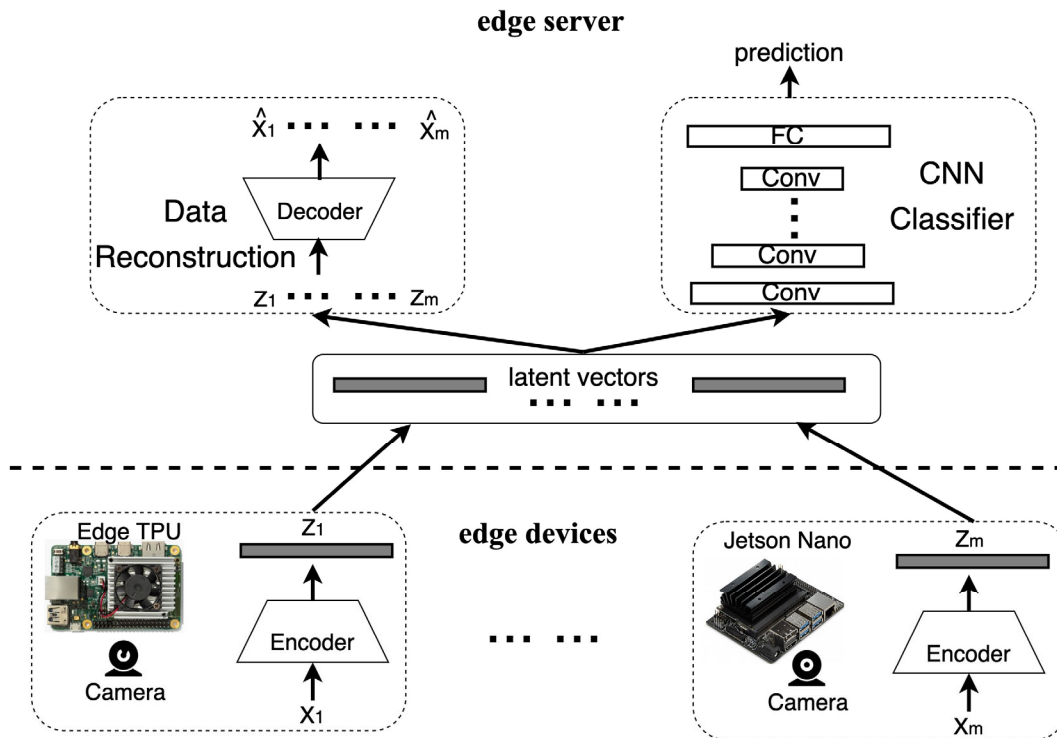 edge server
prediction
x̂1 ▪▪▪ ▪▪▪ x̂m
Decoder
Data
Reconstruction
z1 ▪▪▪ ▪▪▪ zm
FC
Conv
Conv
Conv
CNN
Classifier
latent vectors
Edge TPU
z1
Encoder
Camera
x1
edge devices
Jetson Nano
zm
Encoder
Camera
xm